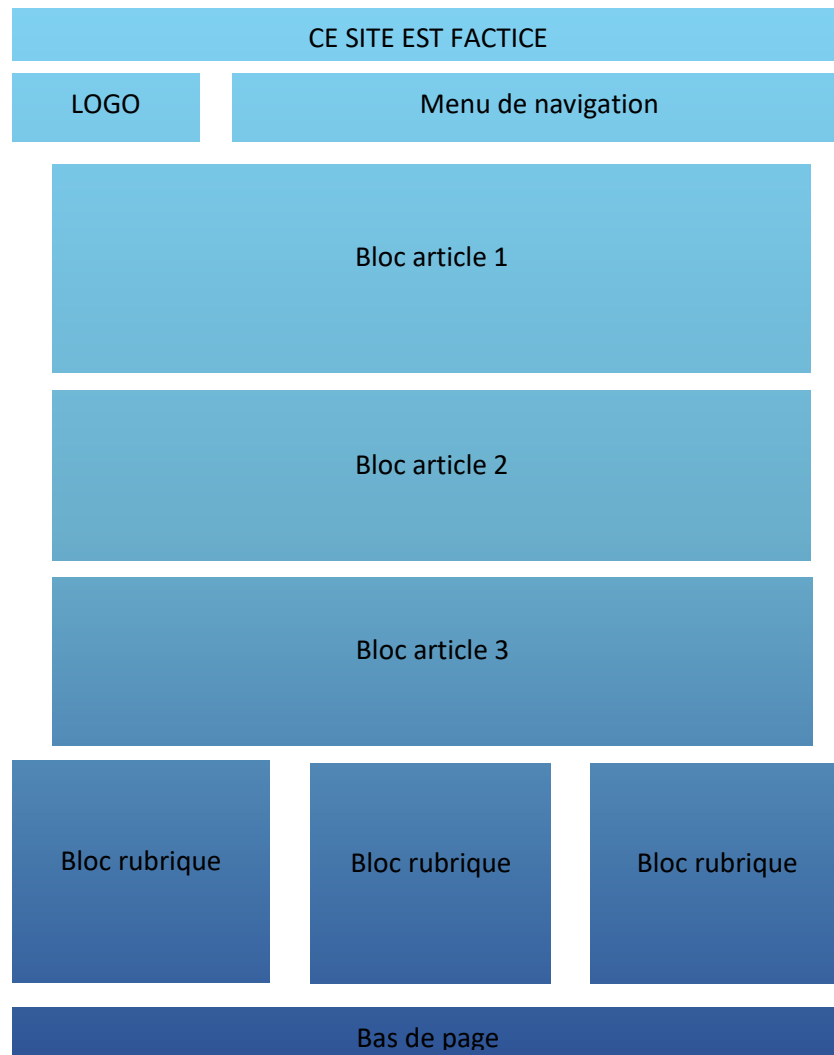 CE SITE EST FACTICE
LOGO
Menu de navigation
Bloc article 1
Bloc article 2
Bloc article 3
Bloc rubrique
Bloc rubrique
Bloc rubrique
Bas de page